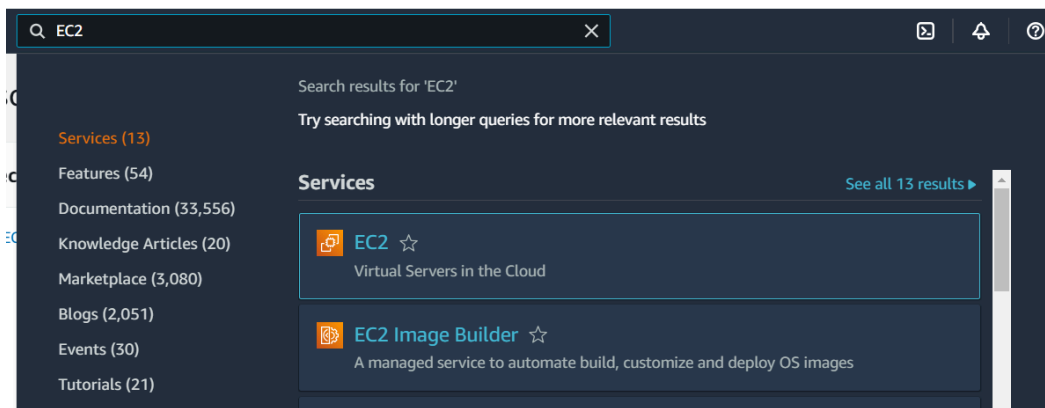 EC2
Search results for 'EC2'
Try searching with longer queries for more relevant results
Services (13)
Features (54)
Documentation (33,556)
Knowledge Articles (20)
Marketplace (3,080)
Blogs (2,051)
Events (30)
Tutorials (21)
Services
See all 13 results
EC2
Virtual Servers in the Cloud
EC2 Image Builder
A managed service to automate build, customize and deploy OS images